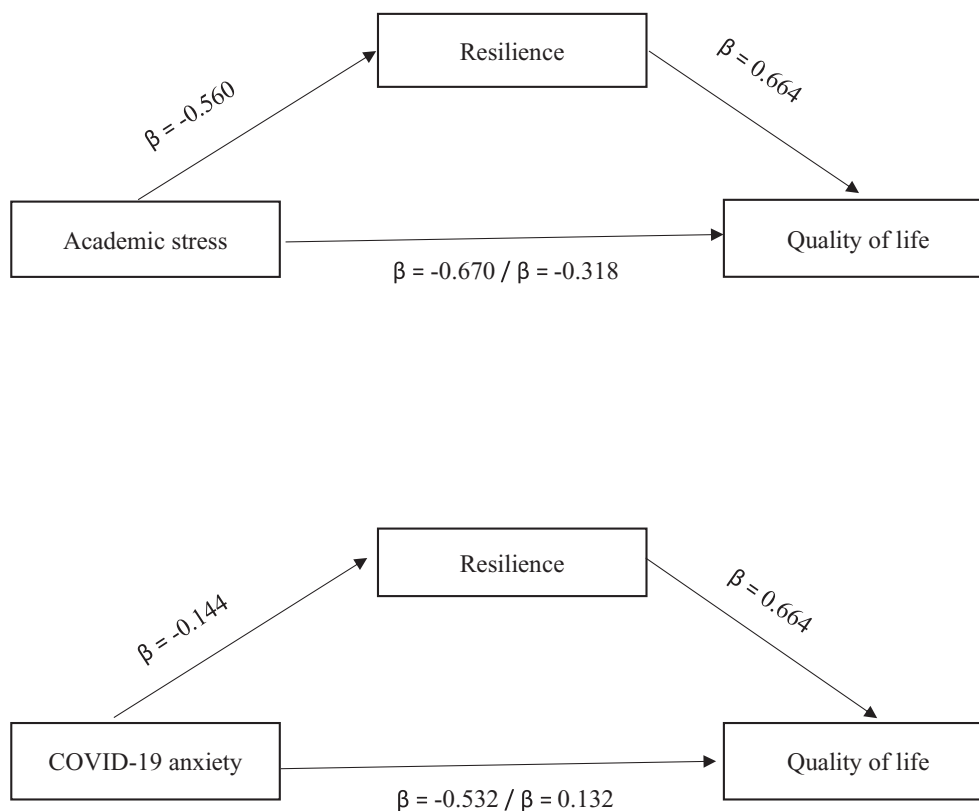 Resilience
β = -0.560
β = 0.664
Academic stress
Quality of life
β = -0.670 / β = -0.318
Resilience
β = -0.144
β = 0.664
COVID-19 anxiety
Quality of life
β = -0.532 / β = 0.132